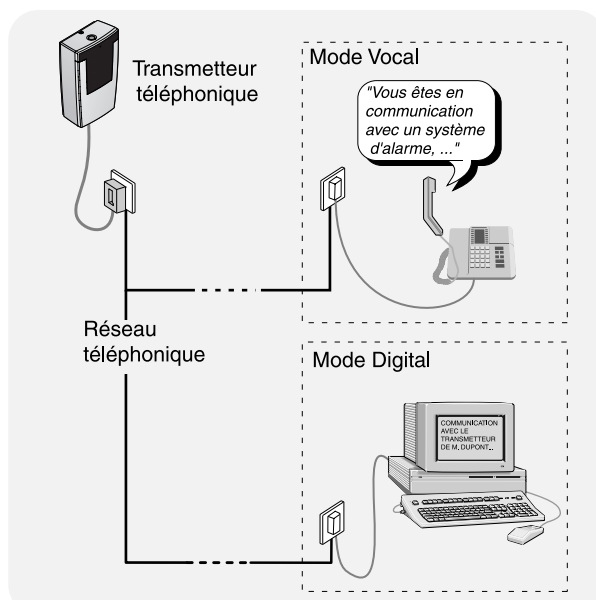 Transmetteur
téléphonique
Mode Vocal
"Vous êtes en
communication
avec un système
d'alarme, ..."
Réseau
téléphonique
Mode Digital
COMMUNICATION
AVEC LE
TRANSMETTEUR
DE M. DUPONT...